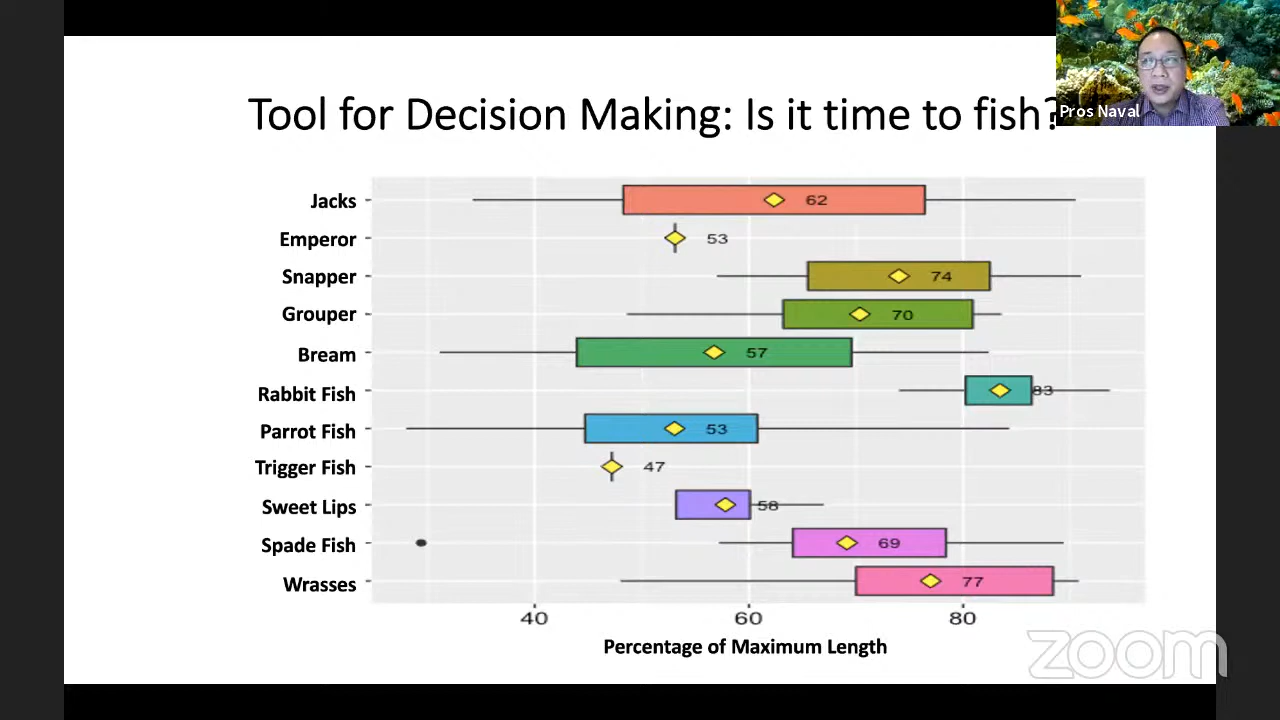 Tool for Decision Making: Is it time to fish?
Pros Naval
Jacks
62
Emperor
53
Snapper
74
Grouper
70
Bream
57
Rabbit Fish
83
Parrot Fish
53
Trigger Fish
47
Sweet Lips
58
Spade Fish
69
Wrasses
77
40 60 80
Percentage of Maximum Length
zoom